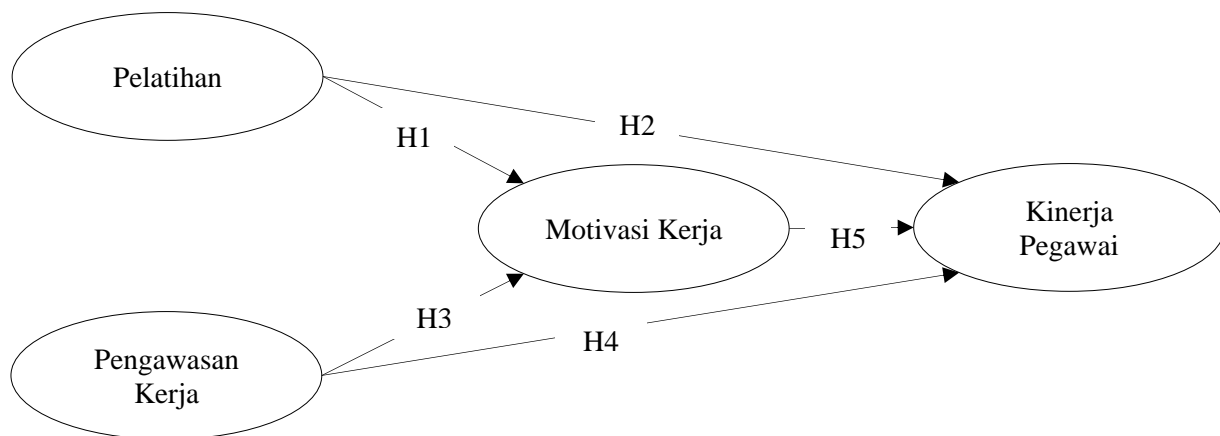 Pelatihan
H1
H2
Motivasi Kerja
H5
Kinerja
Pegawai
H3
H4
Pengawasan
Kerja